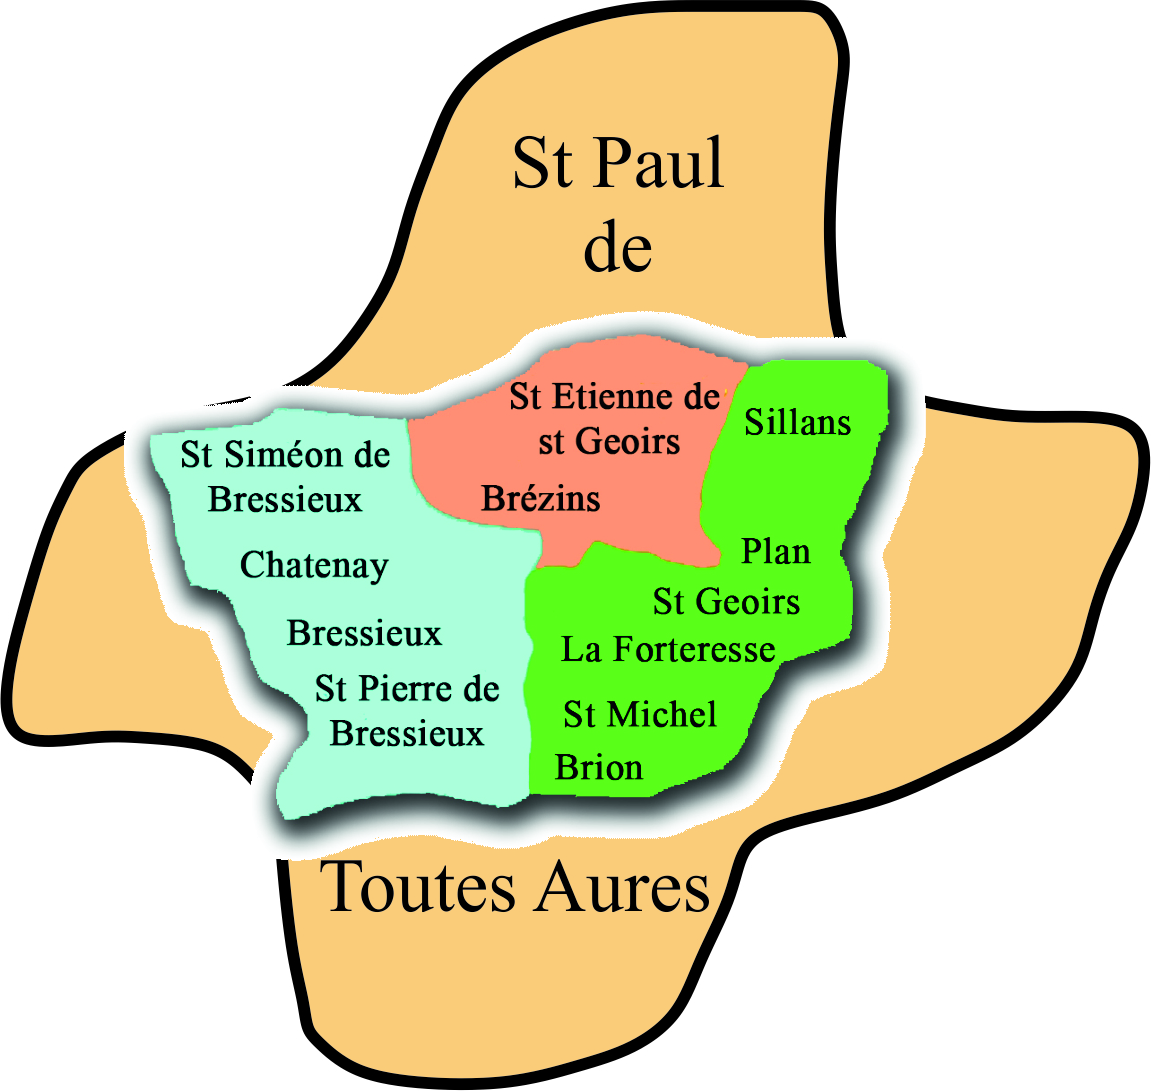 St Paul
de
St Etienne de
st Geoirs
Brézins
Sillans
St Siméon de
Bressieux
Chatenay
Bressieux
St Pierre de
Bressieux
Plan
St Geoirs
La Forteresse
St Michel
Brion
Toutes Aures